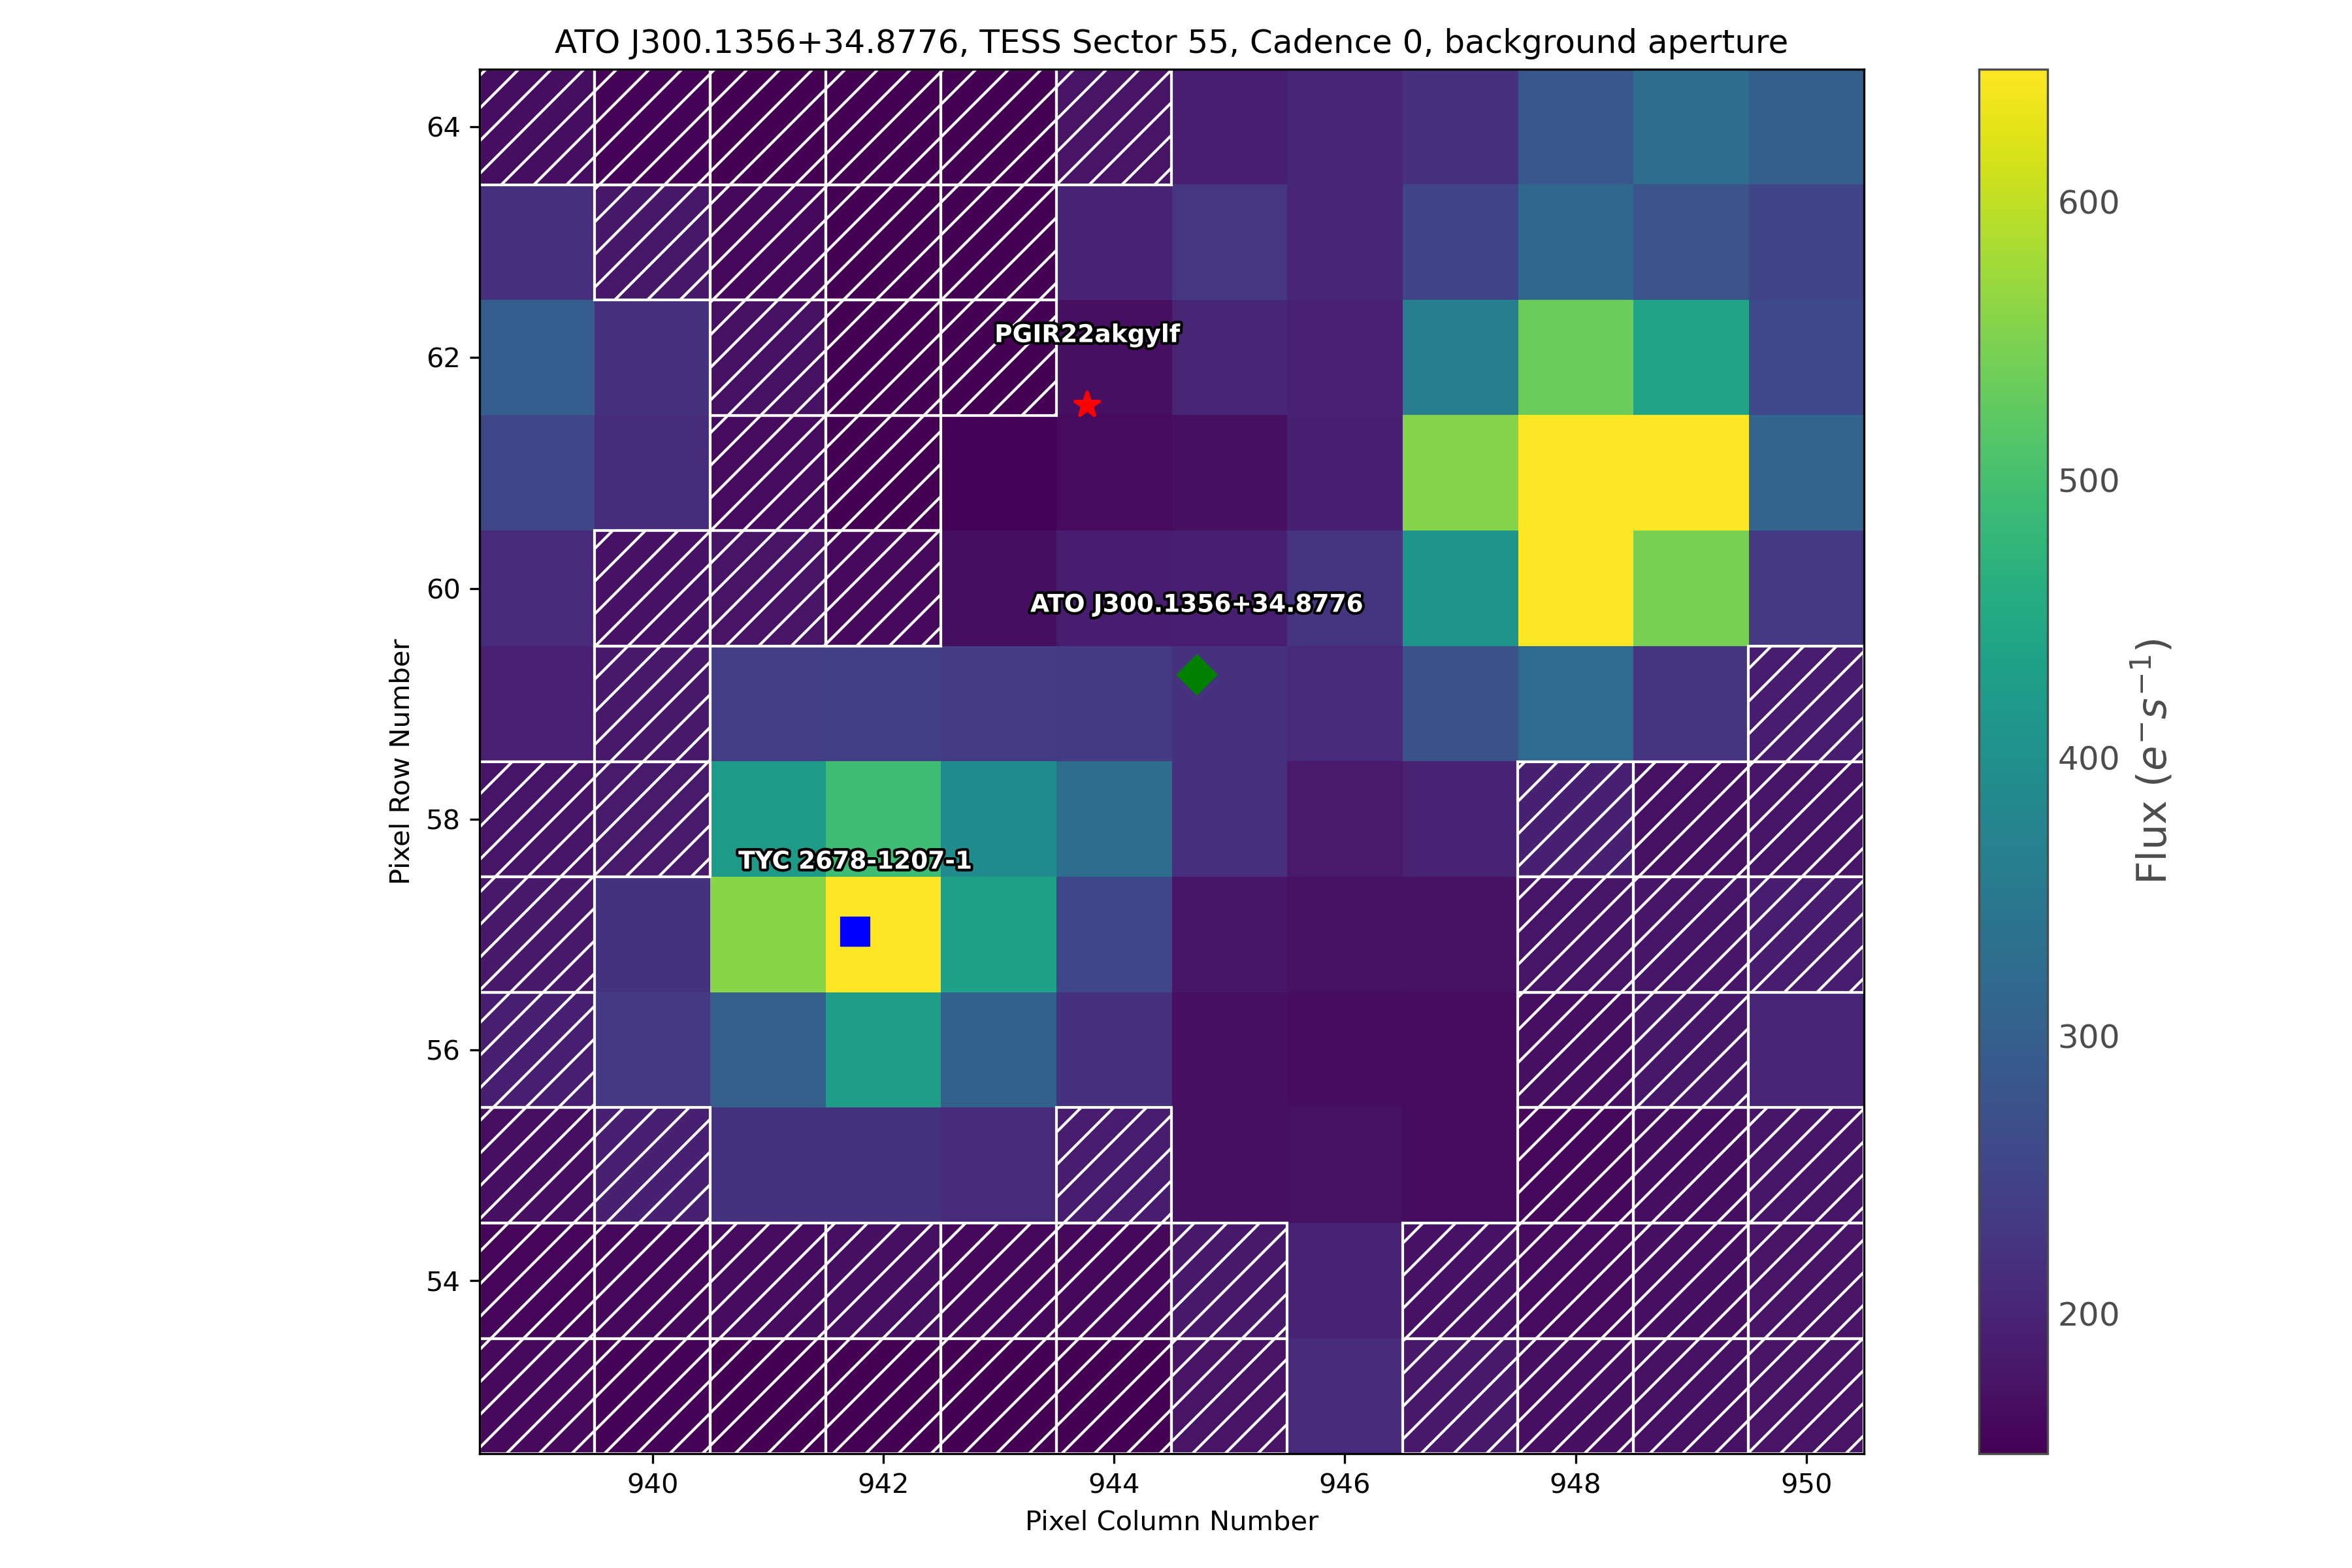 ATO J300.1356+34.8776, TESS Sector 55, Cadence 0, background aperture
64
62
60
58
56
54
Pixel Row Number
PGIR22akgylf
ATO J300.1356+34.8776
TYC 2678-1207-1
940
942
944
946
948
950
Pixel Column Number
600
500
400
300
200
Flux (e⁻s⁻¹)